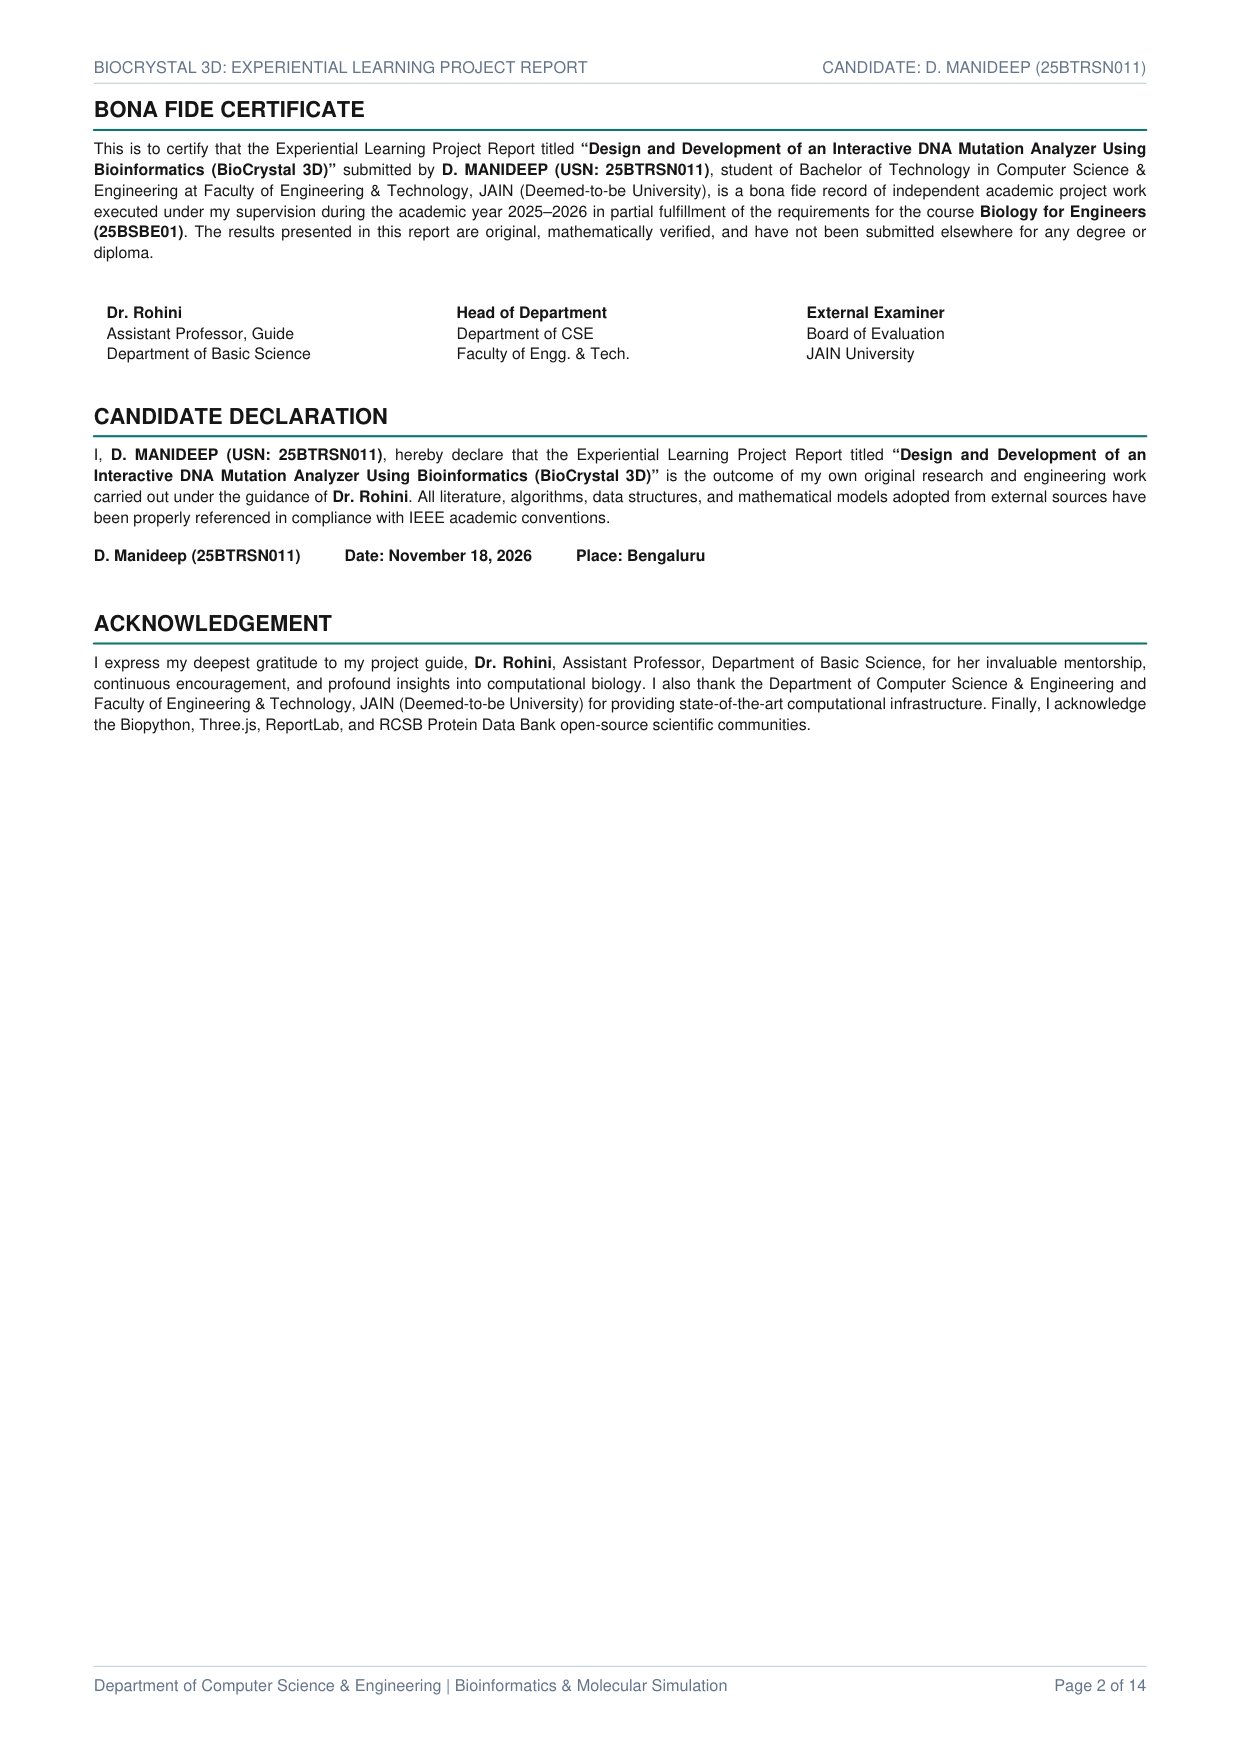 BIOCRYSTAL 3D: EXPERIENTIAL LEARNING PROJECT REPORT CANDIDATE: D. MANIDEEP (25BTRSN011)
BONA FIDE CERTIFICATE
This is to certify that the Experiential Learning Project Report titled “Design and Development of an Interactive DNA Mutation Analyzer Using
Bioinformatics (BioCrystal 3D)” submitted by D. MANIDEEP (USN: 25BTRSN011), student of Bachelor of Technology in Computer Science &
Engineering at Faculty of Engineering & Technology, JAIN (Deemed-to-be University), is a bona fide record of independent academic project work
executed under my supervision during the academic year 2025–2026 in partial fulfillment of the requirements for the course Biology for Engineers
(25BSBE01). The results presented in this report are original, mathematically verified, and have not been submitted elsewhere for any degree or
diploma.
Dr. Rohini Head of Department External Examiner
Assistant Professor, Guide Department of CSE Board of Evaluation
Department of Basic Science Faculty of Engg. & Tech. JAIN University
CANDIDATE DECLARATION
I, D. MANIDEEP (USN: 25BTRSN011), hereby declare that the Experiential Learning Project Report titled “Design and Development of an
Interactive DNA Mutation Analyzer Using Bioinformatics (BioCrystal 3D)” is the outcome of my own original research and engineering work
carried out under the guidance of Dr. Rohini. All literature, algorithms, data structures, and mathematical models adopted from external sources have
been properly referenced in compliance with IEEE academic conventions.
D. Manideep (25BTRSN011) Date: November 18, 2026 Place: Bengaluru
ACKNOWLEDGEMENT
I express my deepest gratitude to my project guide, Dr. Rohini, Assistant Professor, Department of Basic Science, for her invaluable mentorship,
continuous encouragement, and profound insights into computational biology. I also thank the Department of Computer Science & Engineering and
Faculty of Engineering & Technology, JAIN (Deemed-to-be University) for providing state-of-the-art computational infrastructure. Finally, I acknowledge
the Biopython, Three.js, ReportLab, and RCSB Protein Data Bank open-source scientific communities.
Department of Computer Science & Engineering | Bioinformatics & Molecular Simulation Page 2 of 14